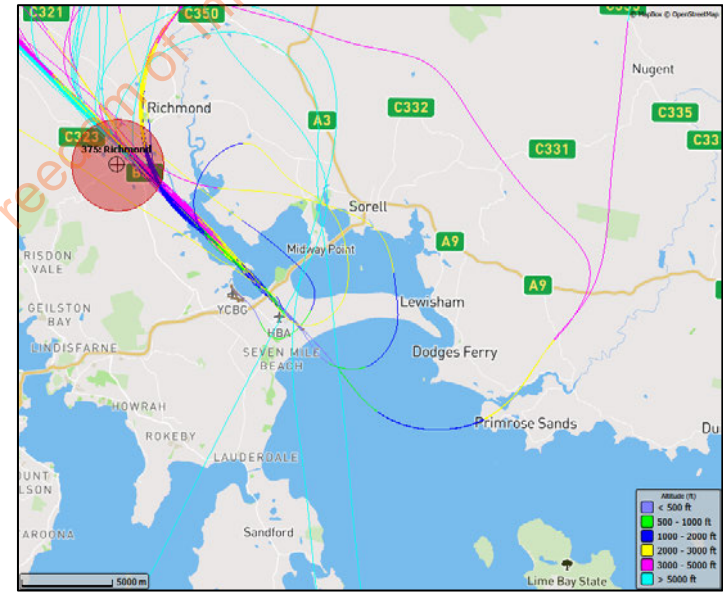 C321
C350
© MapBox © OpenStreetMap
Nugent
Richmond
C332
C335
A3
C323
C331
375: Richmond
reedom of
Sorell
RISDON
VALE
Midway Point
A9
A9
YCBG
Lewisham
GEILSTON
BAY
HBA
LINDISFARNE
SEVEN MILE
BEACH
Dodges Ferry
HOWRAH
Primrose Sands
ROKEBY
LAUDERDALE
Sandford
Altitude (ft)
< 500 ft
500 - 1000 ft
1000 - 2000 ft
2000 - 3000 ft
3000 - 5000 ft
> 5000 ft
5000 m
Lime Bay State